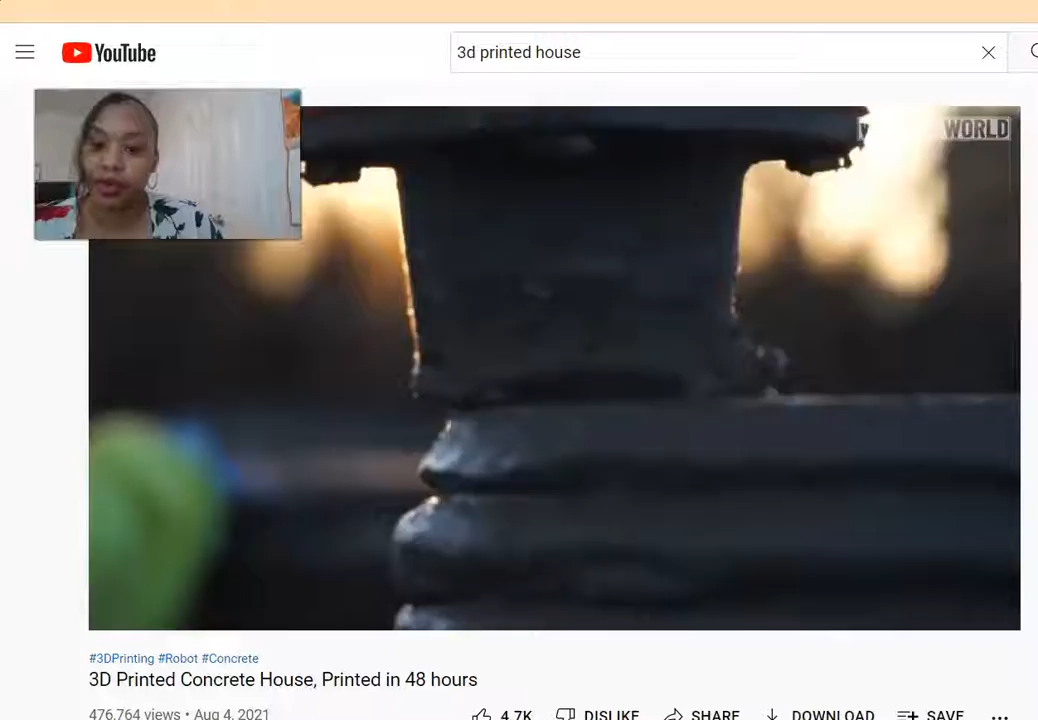 YouTube
3d printed house
WORLD
#3DPrinting #Robot #Concrete
3D Printed Concrete House, Printed in 48 hours
476,764 views • Aug 4, 2021
4.7K DISLIKE SHARE DOWNLOAD SAVE